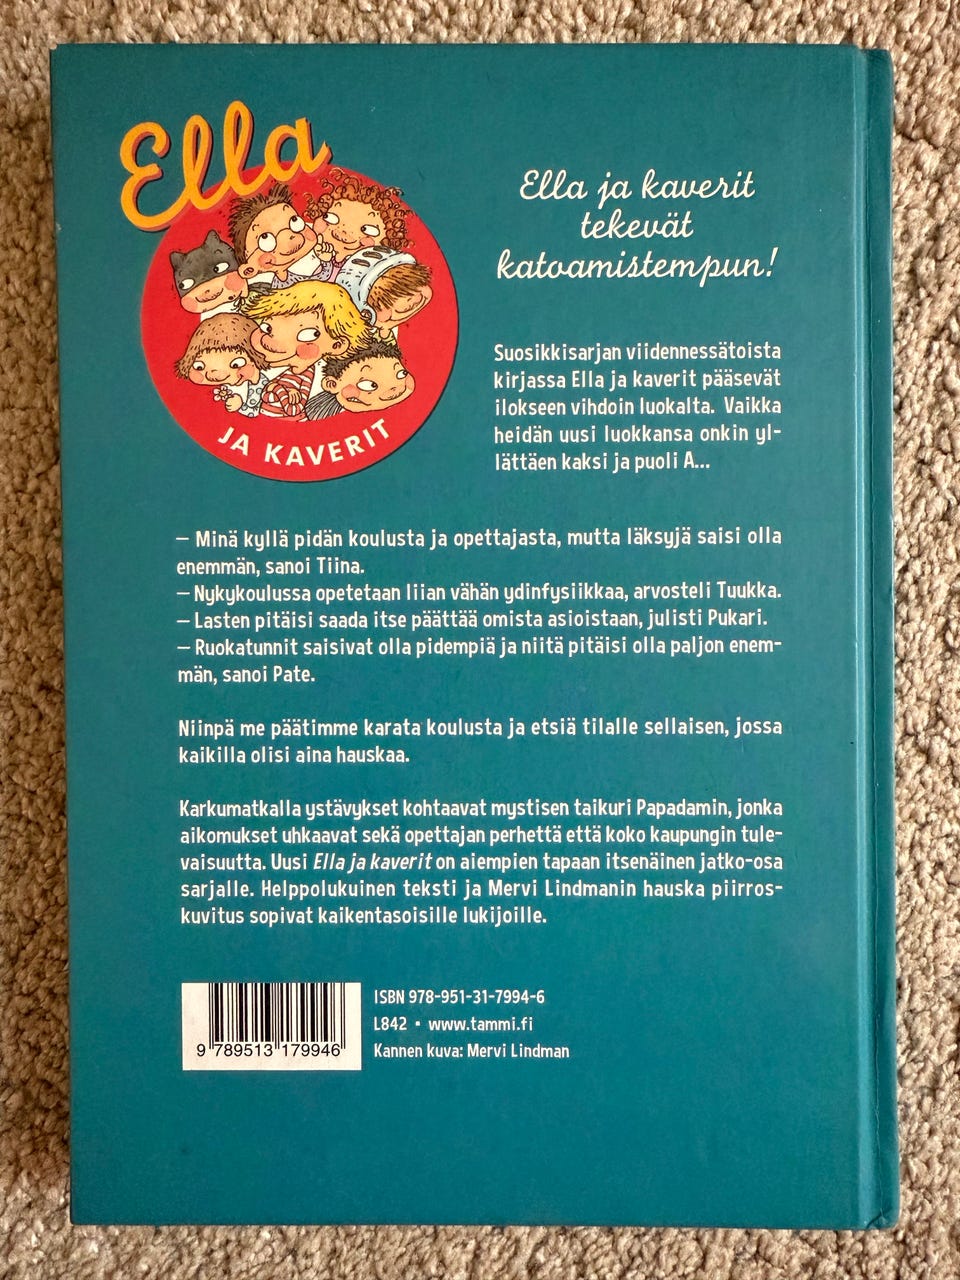 Ella
JA KAVERIT
Ella ja kaverit
tekevät
katoamistempun!
Suosikkisarjan viidennessätoista
kirjassa Ella ja kaverit pääsevät
ilokseen vihdoin luokalta. Vaikka
heidän uusi luokkansa onkin yl-
lättäen kaksi ja puoli A...
– Minä kyllä pidän koulusta ja opettajasta, mutta läksyjä saisi olla
enemmän, sanoi Tiina.
– Nykykoulussa opetetaan liian vähän ydinfysiikkaa, arvosteli Tuukka.
– Lasten pitäisi saada itse päättää omista asioistaan, julisti Pukari.
– Ruokatunnit saisivat olla pidempiä ja niitä pitäisi olla paljon enem-
män, sanoi Pate.
Niinpä me päätimme karata koulusta ja etsiä tilalle sellaisen, jossa
kaikilla olisi aina hauskaa.
Karkumatkalla ystävykset kohtaavat mystisen taikuri Papadamin, jonka
aikomukset uhkaavat sekä opettajan perhettä että koko kaupungin tule-
vaisuutta. Uusi Ella ja kaverit on aiempien tapaan itsenäinen jatko-osa
sarjalle. Helppolukuinen teksti ja Mervi Lindmanin hauska piirros-
kuvitus sopivat kaikentasoisille lukijoille.
ISBN 978-951-31-7994-6
L842 • www.tammi.fi
Kannen kuva: Mervi Lindman
9 789513 179946